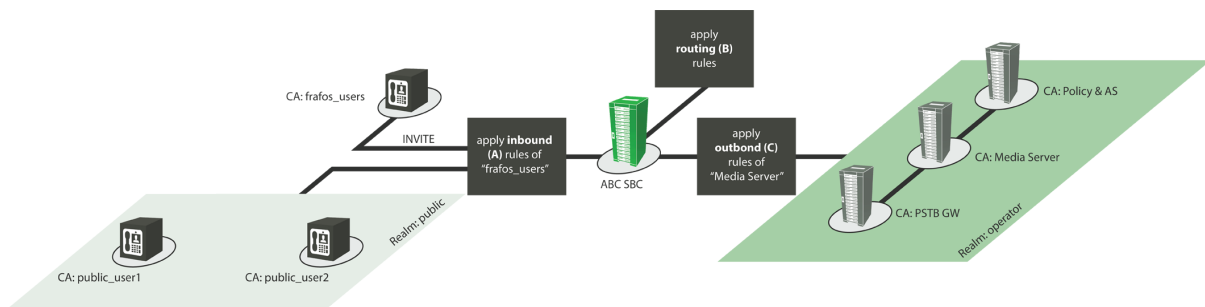 apply
routing (B)
rules
CA: frafos_users
INVITE
apply inbound
(A) rules of
“frafos_users”
ABC SBC
apply
outbond (C)
rules of
“Media Server”
CA: Policy & AS
CA: Media Server
CA: PSTB GW
Realm: operator
Realm: public
CA: public_user1
CA: public_user2